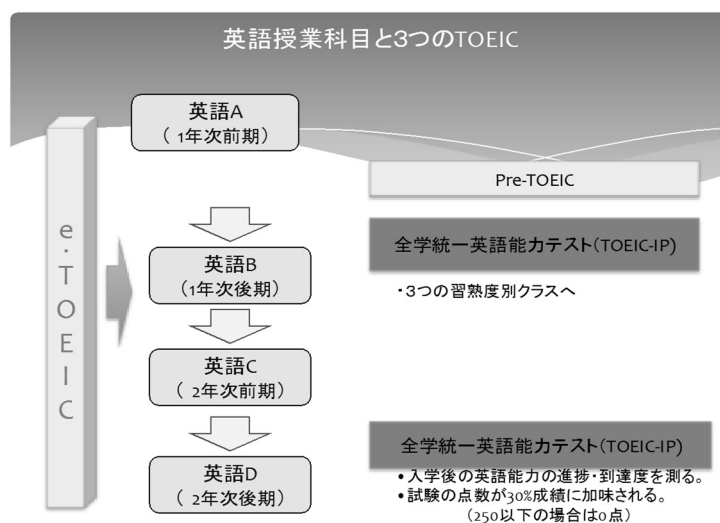 英語授業科目と3つのTOEIC
英語A
( 1年次前期)
Pre-TOEIC
e・TOEIC
全学統一英語能力テスト(TOEIC-IP)
英語B
(1年次後期)
・3つの習熟度別クラスへ
英語C
( 2年次前期)
全学統一英語能力テスト(TOEIC-IP)
英語D
( 2年次後期)
•入学後の英語能力の進捗・到達度を測る。
•試験の点数が30%成績に加味される。
(250以下の場合は0点)